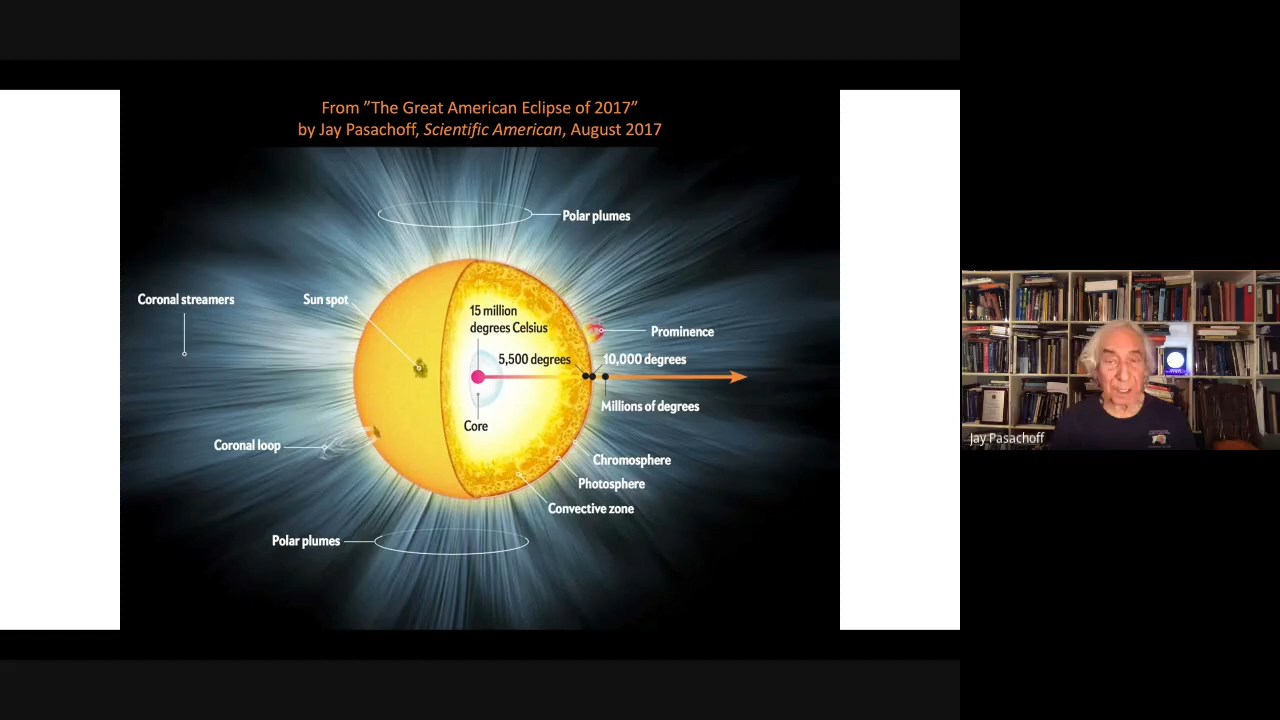 From ”The Great American Eclipse of 2017”
by Jay Pasachoff, Scientific American, August 2017
Polar plumes
Coronal streamers
Sun spot
15 million
degrees Celsius
Prominence
5,500 degrees
10,000 degrees
Millions of degrees
Core
Coronal loop
Chromosphere
Photosphere
Convective zone
Polar plumes
Jay Pasachoff